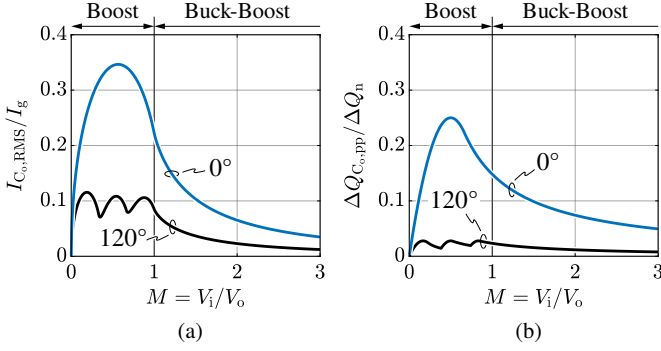 Boost Buck-Boost
0.4
0.3
0.2
0.1
0
0 1 2 3
I_{C_o,RMS}/I_g
0°
120°
M = V_i/V_o
(a)
Boost Buck-Boost
0.4
0.3
0.2
0.1
0
0 1 2 3
ΔQ_{C_o,pp}/ΔQ_n
0°
120°
M = V_i/V_o
(b)